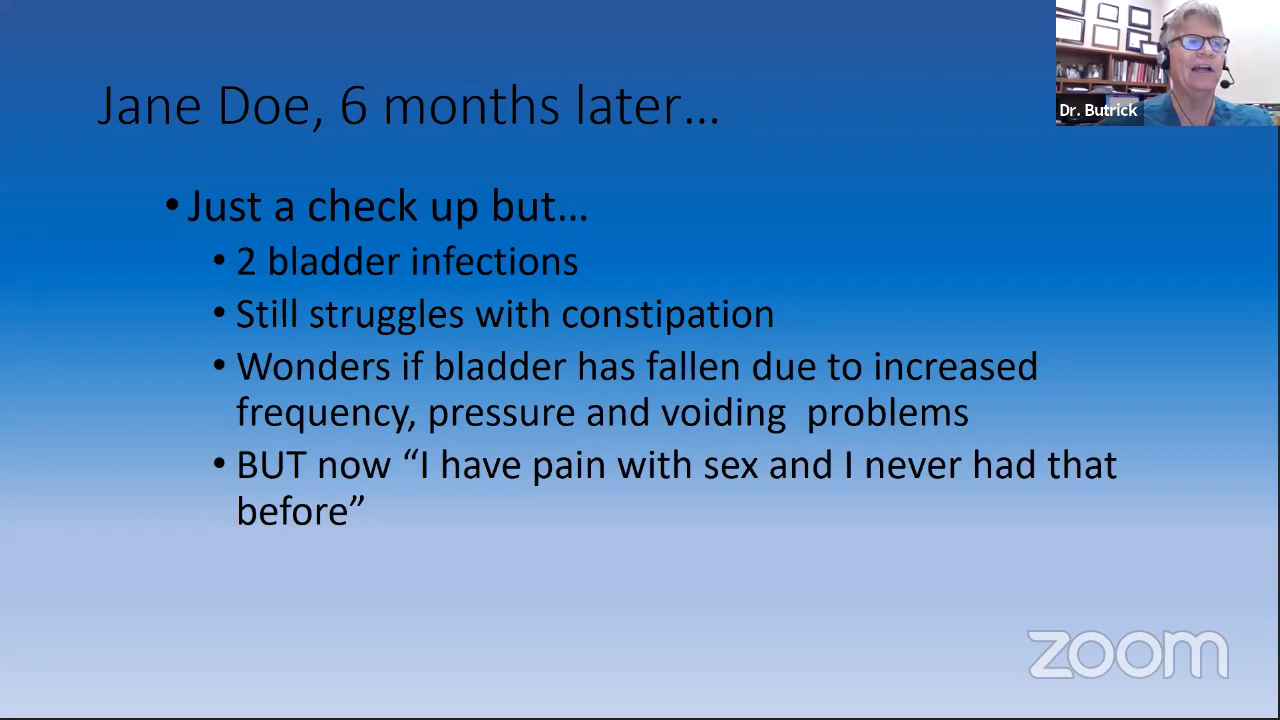 Jane Doe, 6 months later…
Dr. Butrick
• Just a check up but…
• 2 bladder infections
• Still struggles with constipation
• Wonders if bladder has fallen due to increased
frequency, pressure and voiding  problems
• BUT now “I have pain with sex and I never had that
before”
zoom